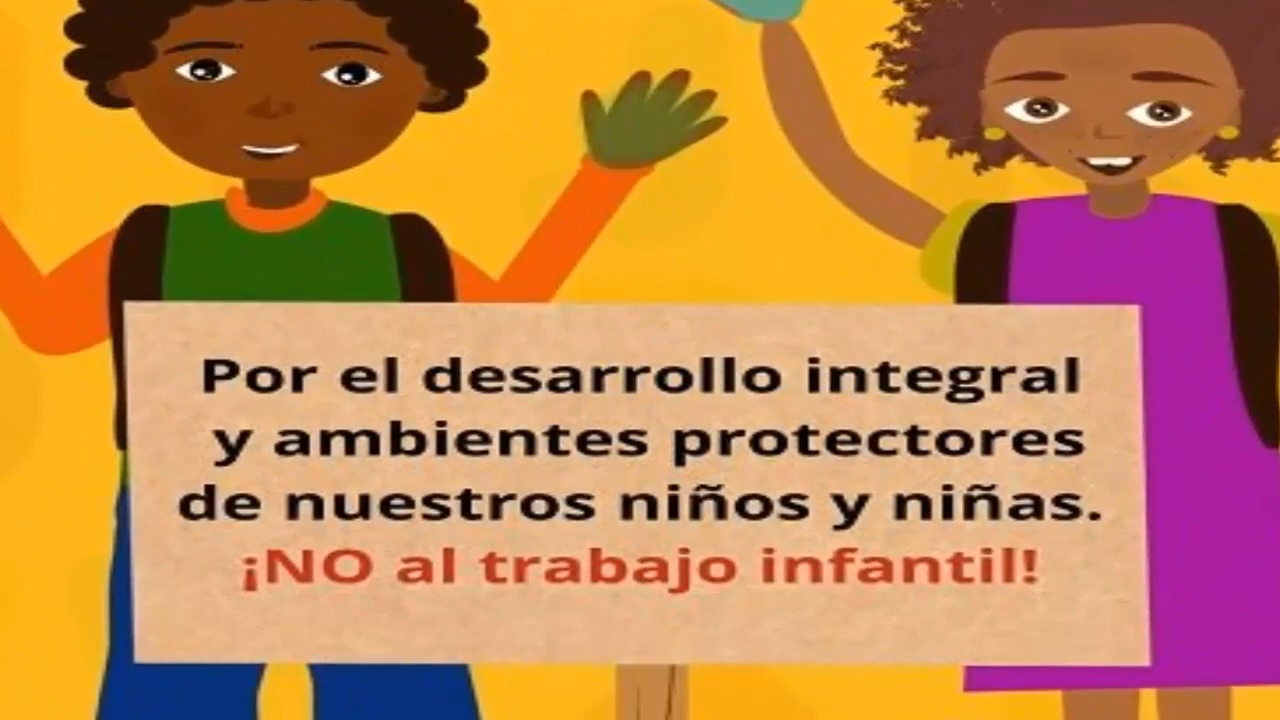 Por el desarrollo integral
y ambientes protectores
de nuestros niños y niñas.
¡NO al trabajo infantil!